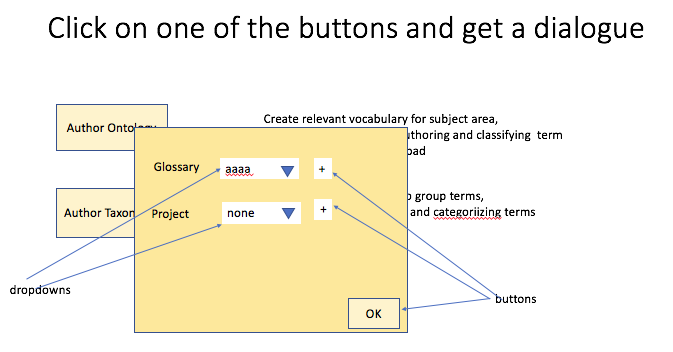 Click on one of the buttons and get a dialogue
Author Onto
Create relevant vocabulary for subject area,
uthoring and classifying term
oad
Glossary
aaaa
+
Author Taxon
Project
none
+
group terms,
and categoriizing terms
dropdowns
buttons
OK